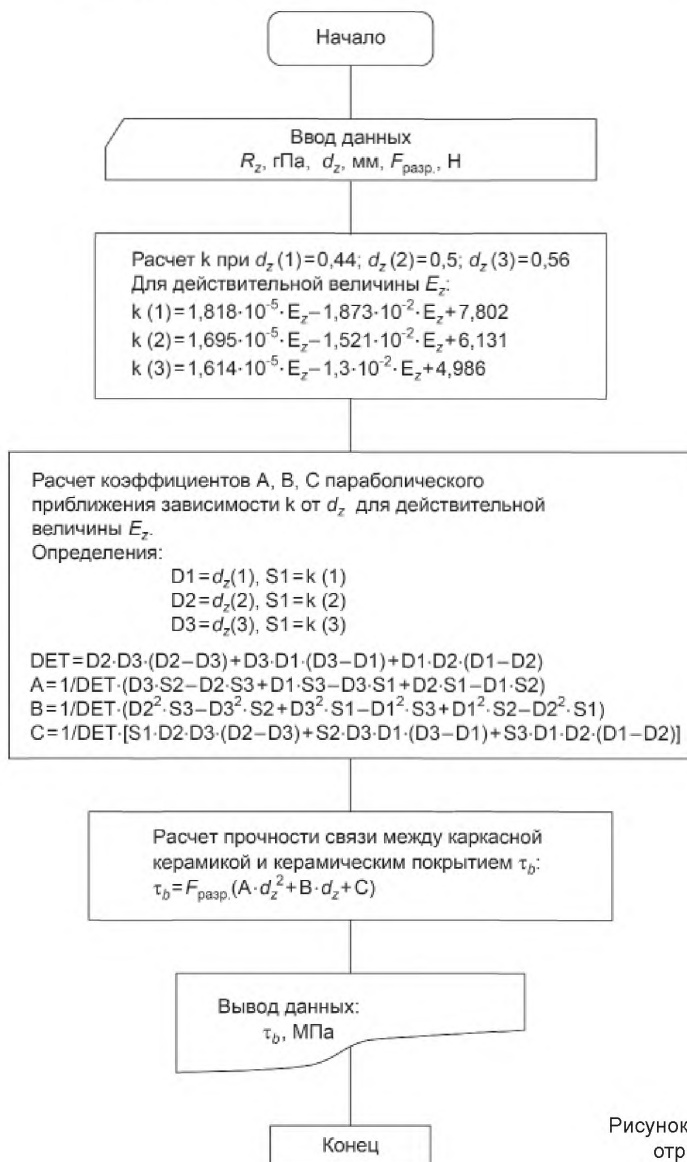 Начало
Ввод данных
R_z, гПа, d_z, мм, F_разр., Н
Расчет k при d_z (1)=0,44; d_z (2)=0,5; d_z (3)=0,56
Для действительной величины E_z:
k (1)=1,818·10⁻⁵·E_z–1,873·10⁻²·E_z+7,802
k (2)=1,695·10⁻⁵·E_z–1,521·10⁻²·E_z+6,131
k (3)=1,614·10⁻⁵·E_z–1,3·10⁻²·E_z+4,986
Расчет коэффициентов A, B, C параболического
приближения зависимости k от d_z для действительной
величины E_z.
Определения:
D1=d_z(1), S1=k (1)
D2=d_z(2), S1=k (2)
D3=d_z(3), S1=k (3)
DET=D2·D3·(D2–D3)+D3·D1·(D3–D1)+D1·D2·(D1–D2)
A=1/DET·(D3·S2–D2·S3+D1·S3–D3·S1+D2·S1–D1·S2)
B=1/DET·(D2²·S3–D3²·S2+D3²·S1–D1²·S3+D1²·S2–D2²·S1)
C=1/DET·[S1·D2·D3·(D2–D3)+S2·D3·D1·(D3–D1)+S3·D1·D2·(D1–D2)]
Расчет прочности связи между каркасной
керамикой и керамическим покрытием τ_b:
τ_b=F_разр.(A·d_z²+B·d_z+C)
Вывод данных:
τ_b, МПа
Конец
Рисунок
отр